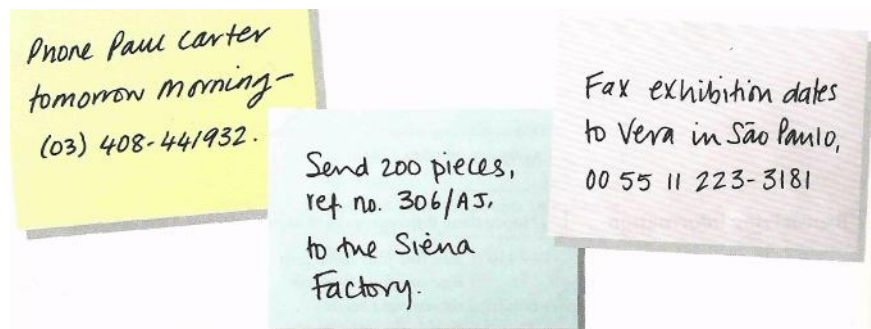 Phone Paul Carter
tomorrow morning-
(03) 408-441932.
Send 200 pieces,
ref no. 306/AJ,
to the Siena
Factory.
Fax exhibition dates
to Vera in São Paulo,
00 55 11 223-3181